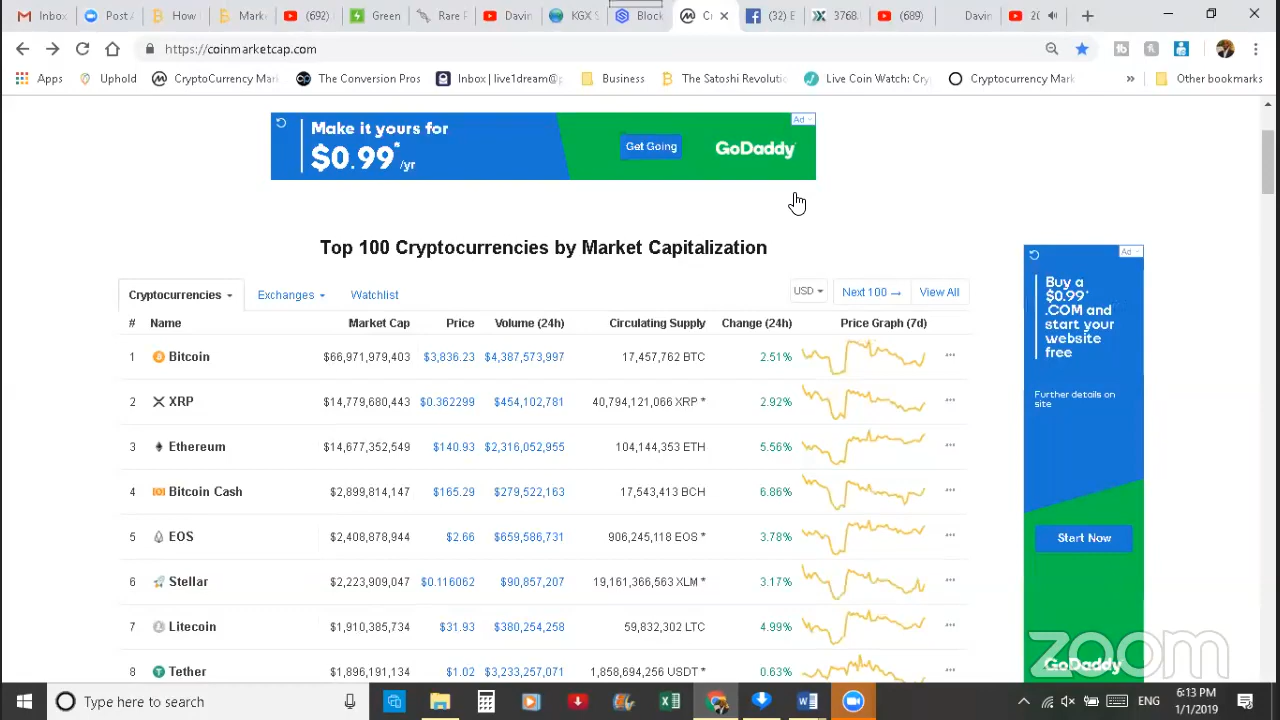 Inbox Post A How Mark (692) Green Rare F Davin KGX Block C (32) E 3768 (689) Davin 20
https://coinmarketcap.com
Apps Uphold CryptoCurrency Mar The Conversion Pros Inbox | live1dream@ Business The Satoshi Revoluti Live Coin Watch: Cry Cryptocurrency Mark » Other bookmarks
Make it yours for
$0.99*/yr
Get Going
GoDaddy
Ad
Top 100 Cryptocurrencies by Market Capitalization
Cryptocurrencies Exchanges Watchlist USD Next 100 → View All
# Name Market Cap Price Volume (24h) Circulating Supply Change (24h) Price Graph (7d)
1 Bitcoin $66,971,979,403 $3,836.23 $4,387,573,997 17,457,762 BTC 2.51%
2 XRP $14,779,690,443 $0.362299 $454,102,781 40,794,121,066 XRP * 2.92%
3 Ethereum $14,677,352,549 $140.93 $2,316,052,955 104,144,353 ETH 5.56%
4 Bitcoin Cash $2,899,814,147 $165.29 $279,522,163 17,543,413 BCH 6.86%
5 EOS $2,408,878,944 $2.66 $659,586,731 906,245,118 EOS * 3.78%
6 Stellar $2,223,909,047 $0.116062 $90,857,207 19,161,366,563 XLM * 3.17%
7 Litecoin $1,910,385,734 $31.93 $380,254,258 59,832,302 LTC 4.99%
8 Tether $1,896,191,134 $1.02 $3,233,257,071 1,858,694,256 USDT * 0.63%
Ad
Buy a
$0.99*
.COM and
start your
website
free
Further details on
site
Start Now
GoDaddy
zoom
Type here to search
ENG
6:13 PM
1/1/2019